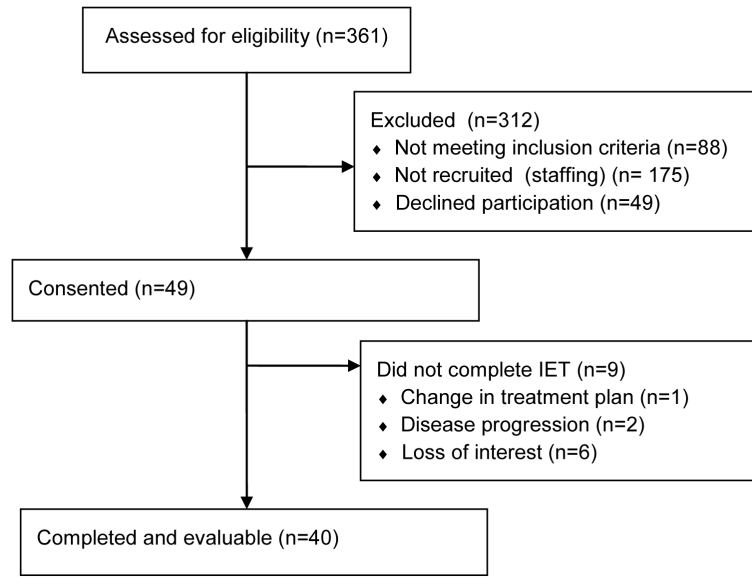 Assessed for eligibility (n=361)
Excluded  (n=312)
♦ Not meeting inclusion criteria (n=88)
♦ Not recruited  (staffing) (n= 175)
♦ Declined participation (n=49)
Consented (n=49)
Did not complete IET (n=9)
♦ Change in treatment plan (n=1)
♦ Disease progression (n=2)
♦ Loss of interest (n=6)
Completed and evaluable (n=40)